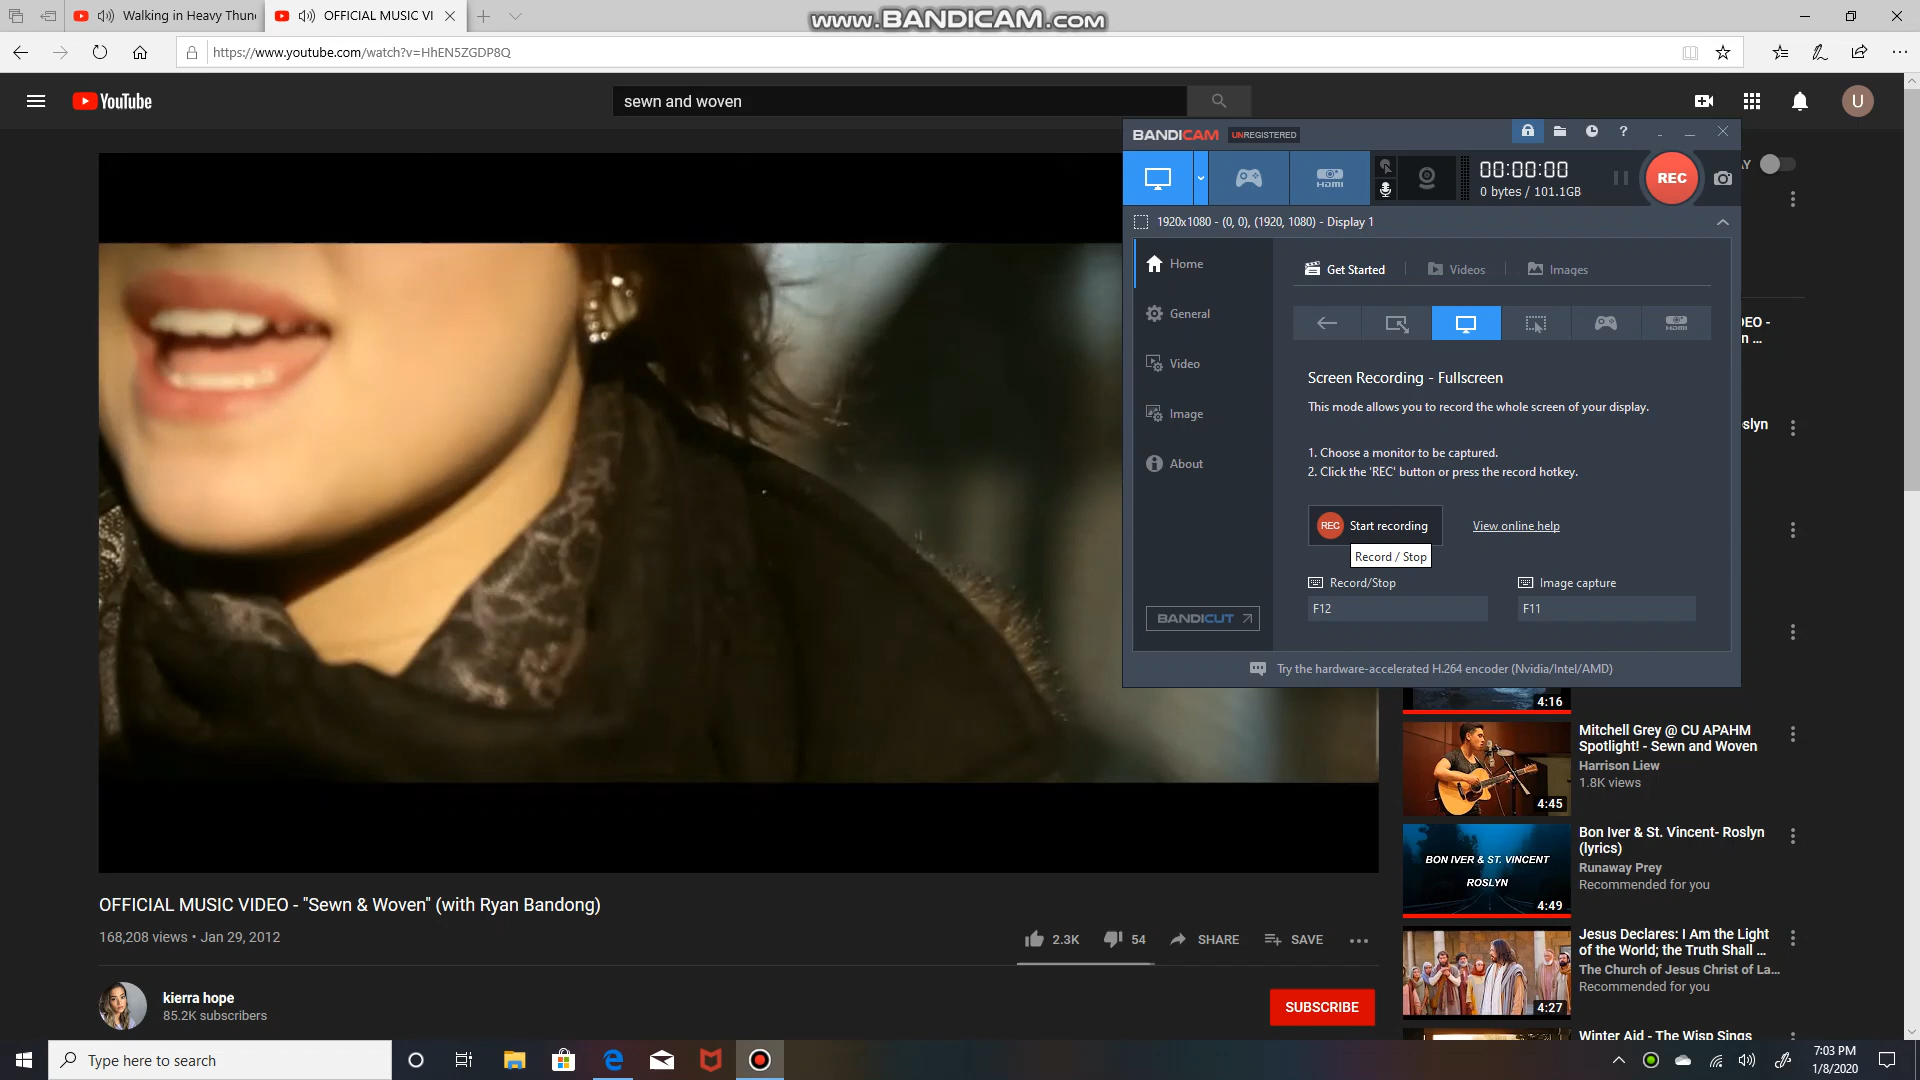 Walking in Heavy Thun
OFFICIAL MUSIC VI
www.BANDICAM.com
https://www.youtube.com/watch?v=HhEN5ZGDP8Q
YouTube
sewn and woven
U
BANDICAM UNREGISTERED
HDMI
00:00:00
0 bytes / 101.1GB
REC
AY
1920x1080 - (0, 0), (1920, 1080) - Display 1
Home
General
Video
Image
About
BANDICUT
Get Started
Videos
Images
HDMI
Screen Recording - Fullscreen
This mode allows you to record the whole screen of your display.
1. Choose a monitor to be captured.
2. Click the 'REC' button or press the record hotkey.
REC Start recording
View online help
Record / Stop
Record/Stop
Image capture
F12
F11
Try the hardware-accelerated H.264 encoder (Nvidia/Intel/AMD)
EO -
n ...
slyn
4:16
Mitchell Grey @ CU APAHM
Spotlight! - Sewn and Woven
Harrison Liew
1.8K views
4:45
BON IVER & ST. VINCENT
ROSLYN
4:49
Bon Iver & St. Vincent- Roslyn
(lyrics)
Runaway Prey
Recommended for you
Jesus Declares: I Am the Light
of the World; the Truth Shall ...
The Church of Jesus Christ of La...
Recommended for you
4:27
Winter Aid - The Wisp Sings
OFFICIAL MUSIC VIDEO - "Sewn & Woven" (with Ryan Bandong)
168,208 views • Jan 29, 2012
2.3K
54
SHARE
SAVE
kierra hope
85.2K subscribers
SUBSCRIBE
Type here to search
7:03 PM
1/8/2020